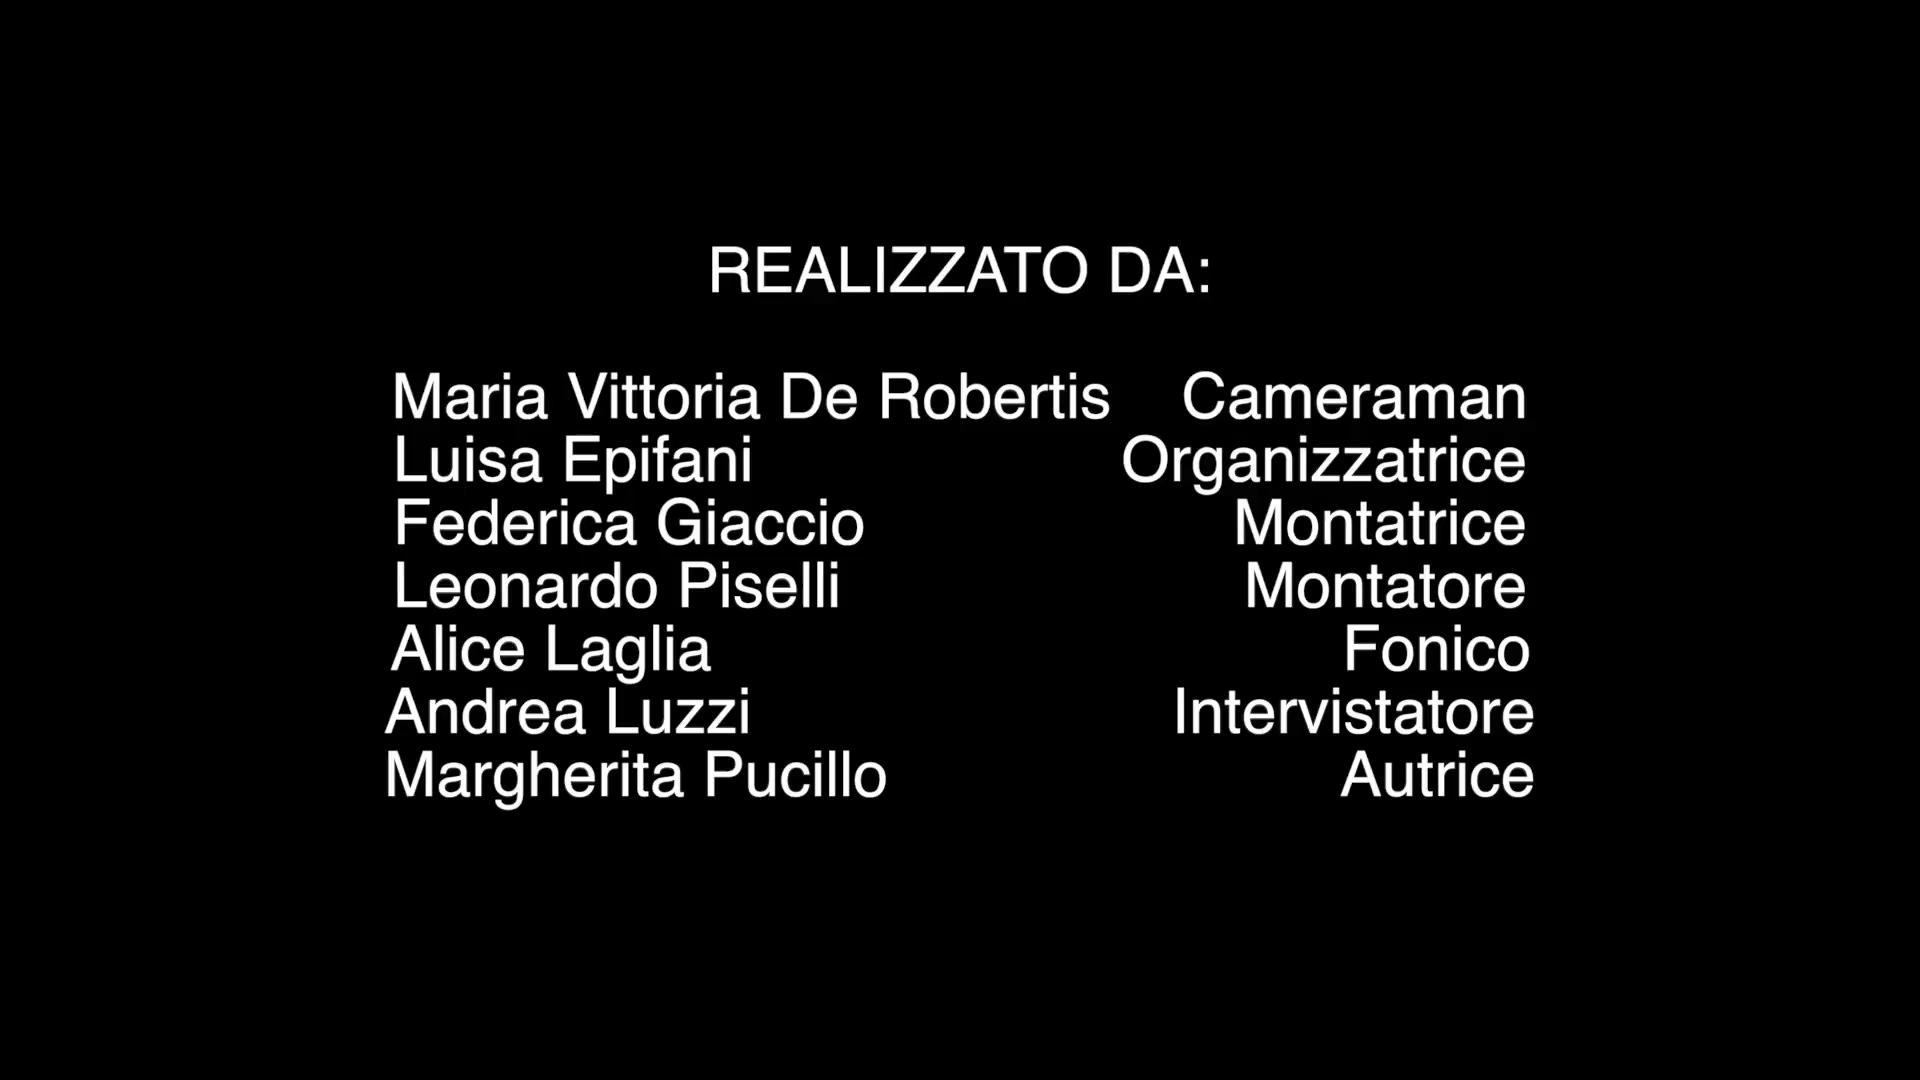 REALIZZATO DA:
Maria Vittoria De Robertis Cameraman
Luisa Epifani Organizzatrice
Federica Giaccio Montatrice
Leonardo Piselli Montatore
Alice Laglia Fonico
Andrea Luzzi Intervistatore
Margherita Pucillo Autrice